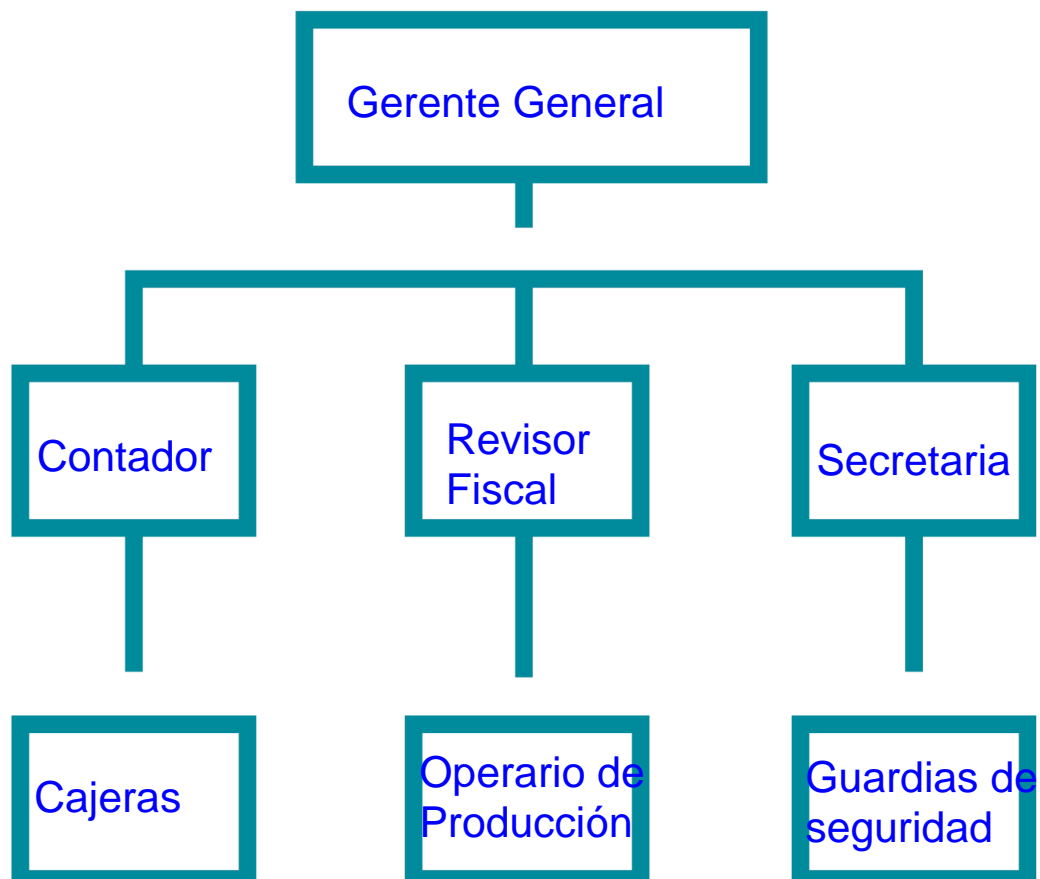 Gerente General
Contador
Revisor
Fiscal
Secretaria
Cajeras
Operario de
Producción
Guardias de
seguridad